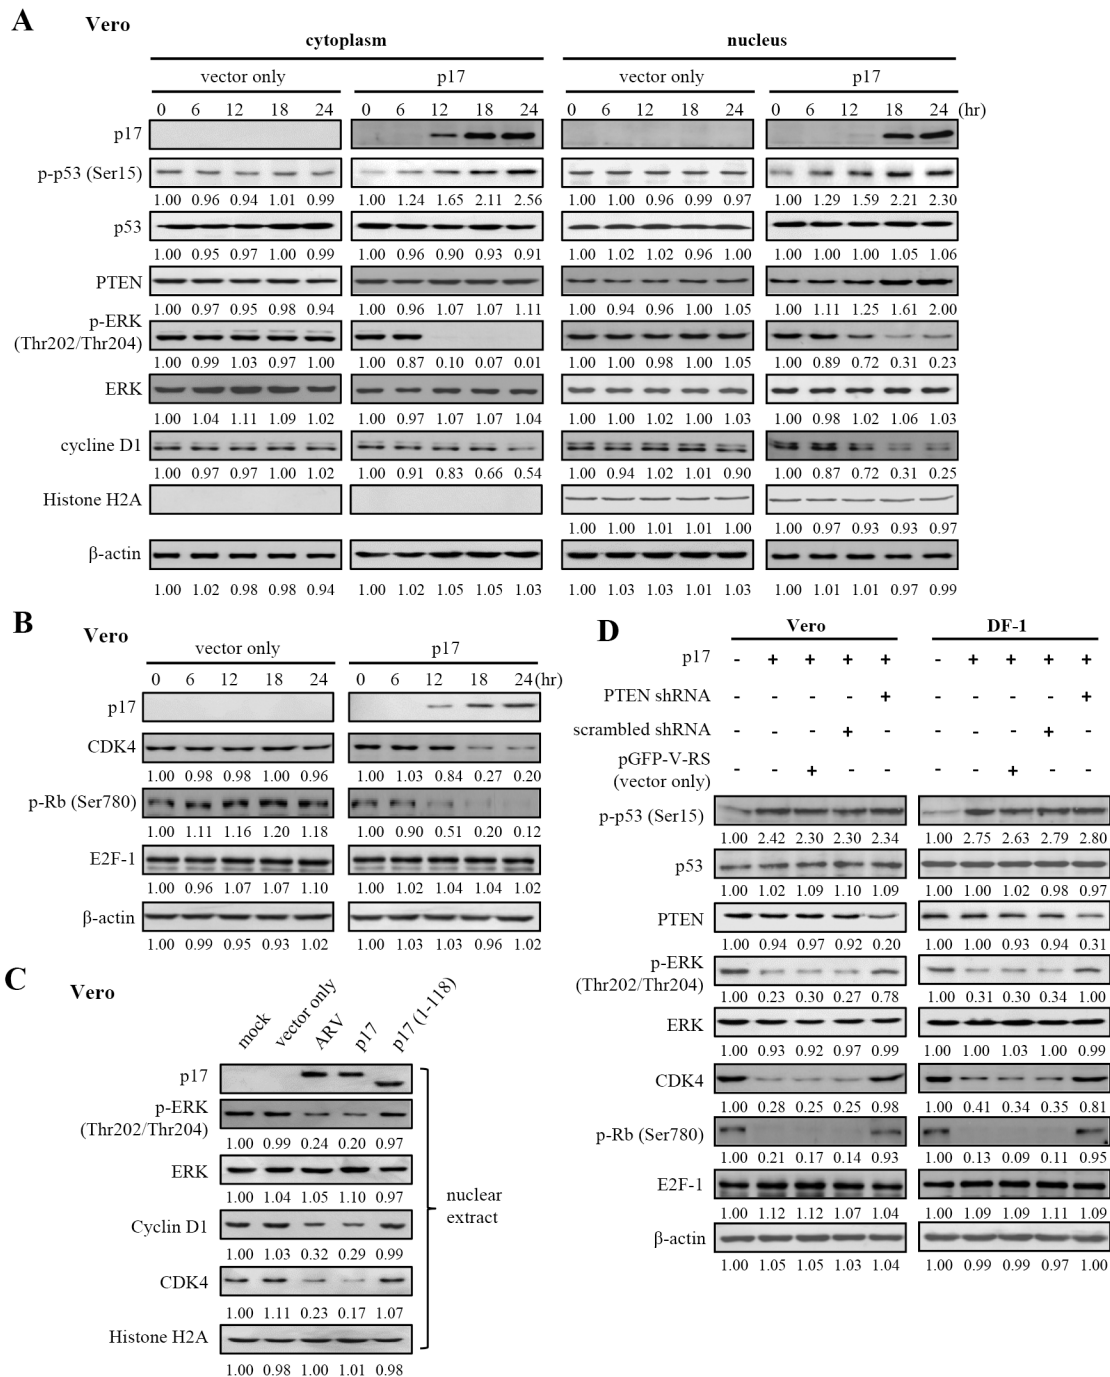 A Vero
cytoplasm nucleus
vector only p17 vector only p17
0 6 12 18 24 0 6 12 18 24 0 6 12 18 24 0 6 12 18 24 (hr)
p17
p-p53 (Ser15)
1.00 0.96 0.94 1.01 0.99 1.00 1.24 1.65 2.11 2.56 1.00 1.00 0.96 0.99 0.97 1.00 1.29 1.59 2.21 2.30
p53
1.00 0.95 0.97 1.00 0.99 1.00 0.96 0.90 0.93 0.91 1.00 1.02 1.02 0.96 1.00 1.00 1.00 1.00 1.05 1.06
PTEN
1.00 0.97 0.95 0.98 0.94 1.00 0.96 1.07 1.07 1.11 1.00 0.94 0.96 1.00 1.05 1.00 1.11 1.25 1.61 2.00
p-ERK
(Thr202/Thr204)
1.00 0.99 1.03 0.97 1.00 1.00 0.87 0.10 0.07 0.01 1.00 1.00 0.98 1.00 1.05 1.00 0.89 0.72 0.31 0.23
ERK
1.00 1.04 1.11 1.09 1.02 1.00 0.97 1.07 1.07 1.04 1.00 1.00 1.02 1.00 1.03 1.00 0.98 1.02 1.06 1.03
cycline D1
1.00 0.97 0.97 1.00 1.02 1.00 0.91 0.83 0.66 0.54 1.00 0.94 1.02 1.01 0.90 1.00 0.87 0.72 0.31 0.25
Histone H2A
1.00 1.00 1.01 1.01 1.00 1.00 0.97 0.93 0.93 0.97
β-actin
1.00 1.02 0.98 0.98 0.94 1.00 1.02 1.05 1.05 1.03 1.00 1.03 1.03 1.01 1.03 1.00 1.01 1.01 0.97 0.99
B Vero
vector only p17
0 6 12 18 24 0 6 12 18 24 (hr)
p17
CDK4
1.00 0.98 0.98 1.00 0.96 1.00 1.03 0.84 0.27 0.20
p-Rb (Ser780)
1.00 1.11 1.16 1.20 1.18 1.00 0.90 0.51 0.20 0.12
E2F-1
1.00 0.96 1.07 1.07 1.10 1.00 1.02 1.04 1.04 1.02
β-actin
1.00 0.99 0.95 0.93 1.02 1.00 1.03 1.03 0.96 1.02
C Vero
mock vector only ARV p17 p17 (1-118)
p17
p-ERK
(Thr202/Thr204)
1.00 0.99 0.24 0.20 0.97
ERK
1.00 1.04 1.05 1.10 0.97
Cyclin D1
1.00 1.03 0.32 0.29 0.99
CDK4
1.00 1.11 0.23 0.17 1.07
Histone H2A
1.00 0.98 1.00 1.01 0.98
nuclear
extract
D Vero DF-1
p17 - + + + + - + + + +
PTEN shRNA - - - - + - - - - +
scrambled shRNA - - - + - - - - + -
pGFP-V-RS
(vector only) - - + - - - - + - -
p-p53 (Ser15)
1.00 2.42 2.30 2.30 2.34 1.00 2.75 2.63 2.79 2.80
p53
1.00 1.02 1.09 1.10 1.09 1.00 1.00 1.02 0.98 0.97
PTEN
1.00 0.94 0.97 0.92 0.20 1.00 1.00 0.93 0.94 0.31
p-ERK
(Thr202/Thr204)
1.00 0.23 0.30 0.27 0.78 1.00 0.31 0.30 0.34 1.00
ERK
1.00 0.93 0.92 0.97 0.99 1.00 1.00 1.03 1.00 0.99
CDK4
1.00 0.28 0.25 0.25 0.98 1.00 0.41 0.34 0.35 0.81
p-Rb (Ser780)
1.00 0.21 0.17 0.14 0.93 1.00 0.13 0.09 0.11 0.95
E2F-1
1.00 1.12 1.12 1.07 1.04 1.00 1.09 1.09 1.11 1.09
β-actin
1.00 1.05 1.05 1.03 1.04 1.00 0.99 0.99 0.97 1.00